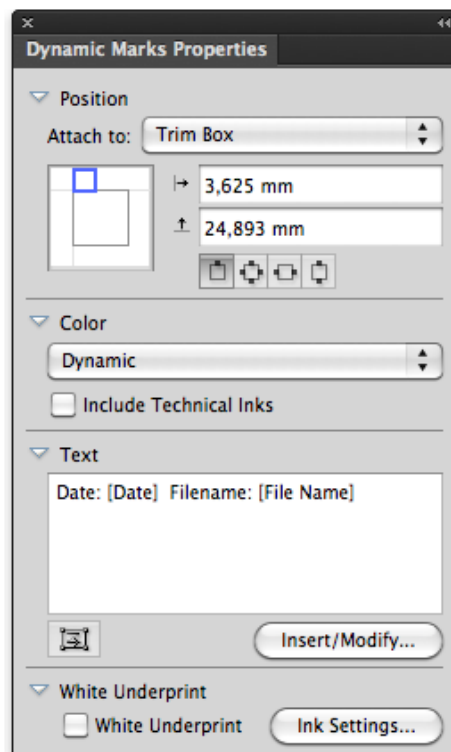 Dynamic Marks Properties
Position
Attach to: Trim Box
3,625 mm
24,893 mm
Color
Dynamic
Include Technical Inks
Text
Date: [Date]  Filename: [File Name]
Insert/Modify...
White Underprint
White Underprint Ink Settings...